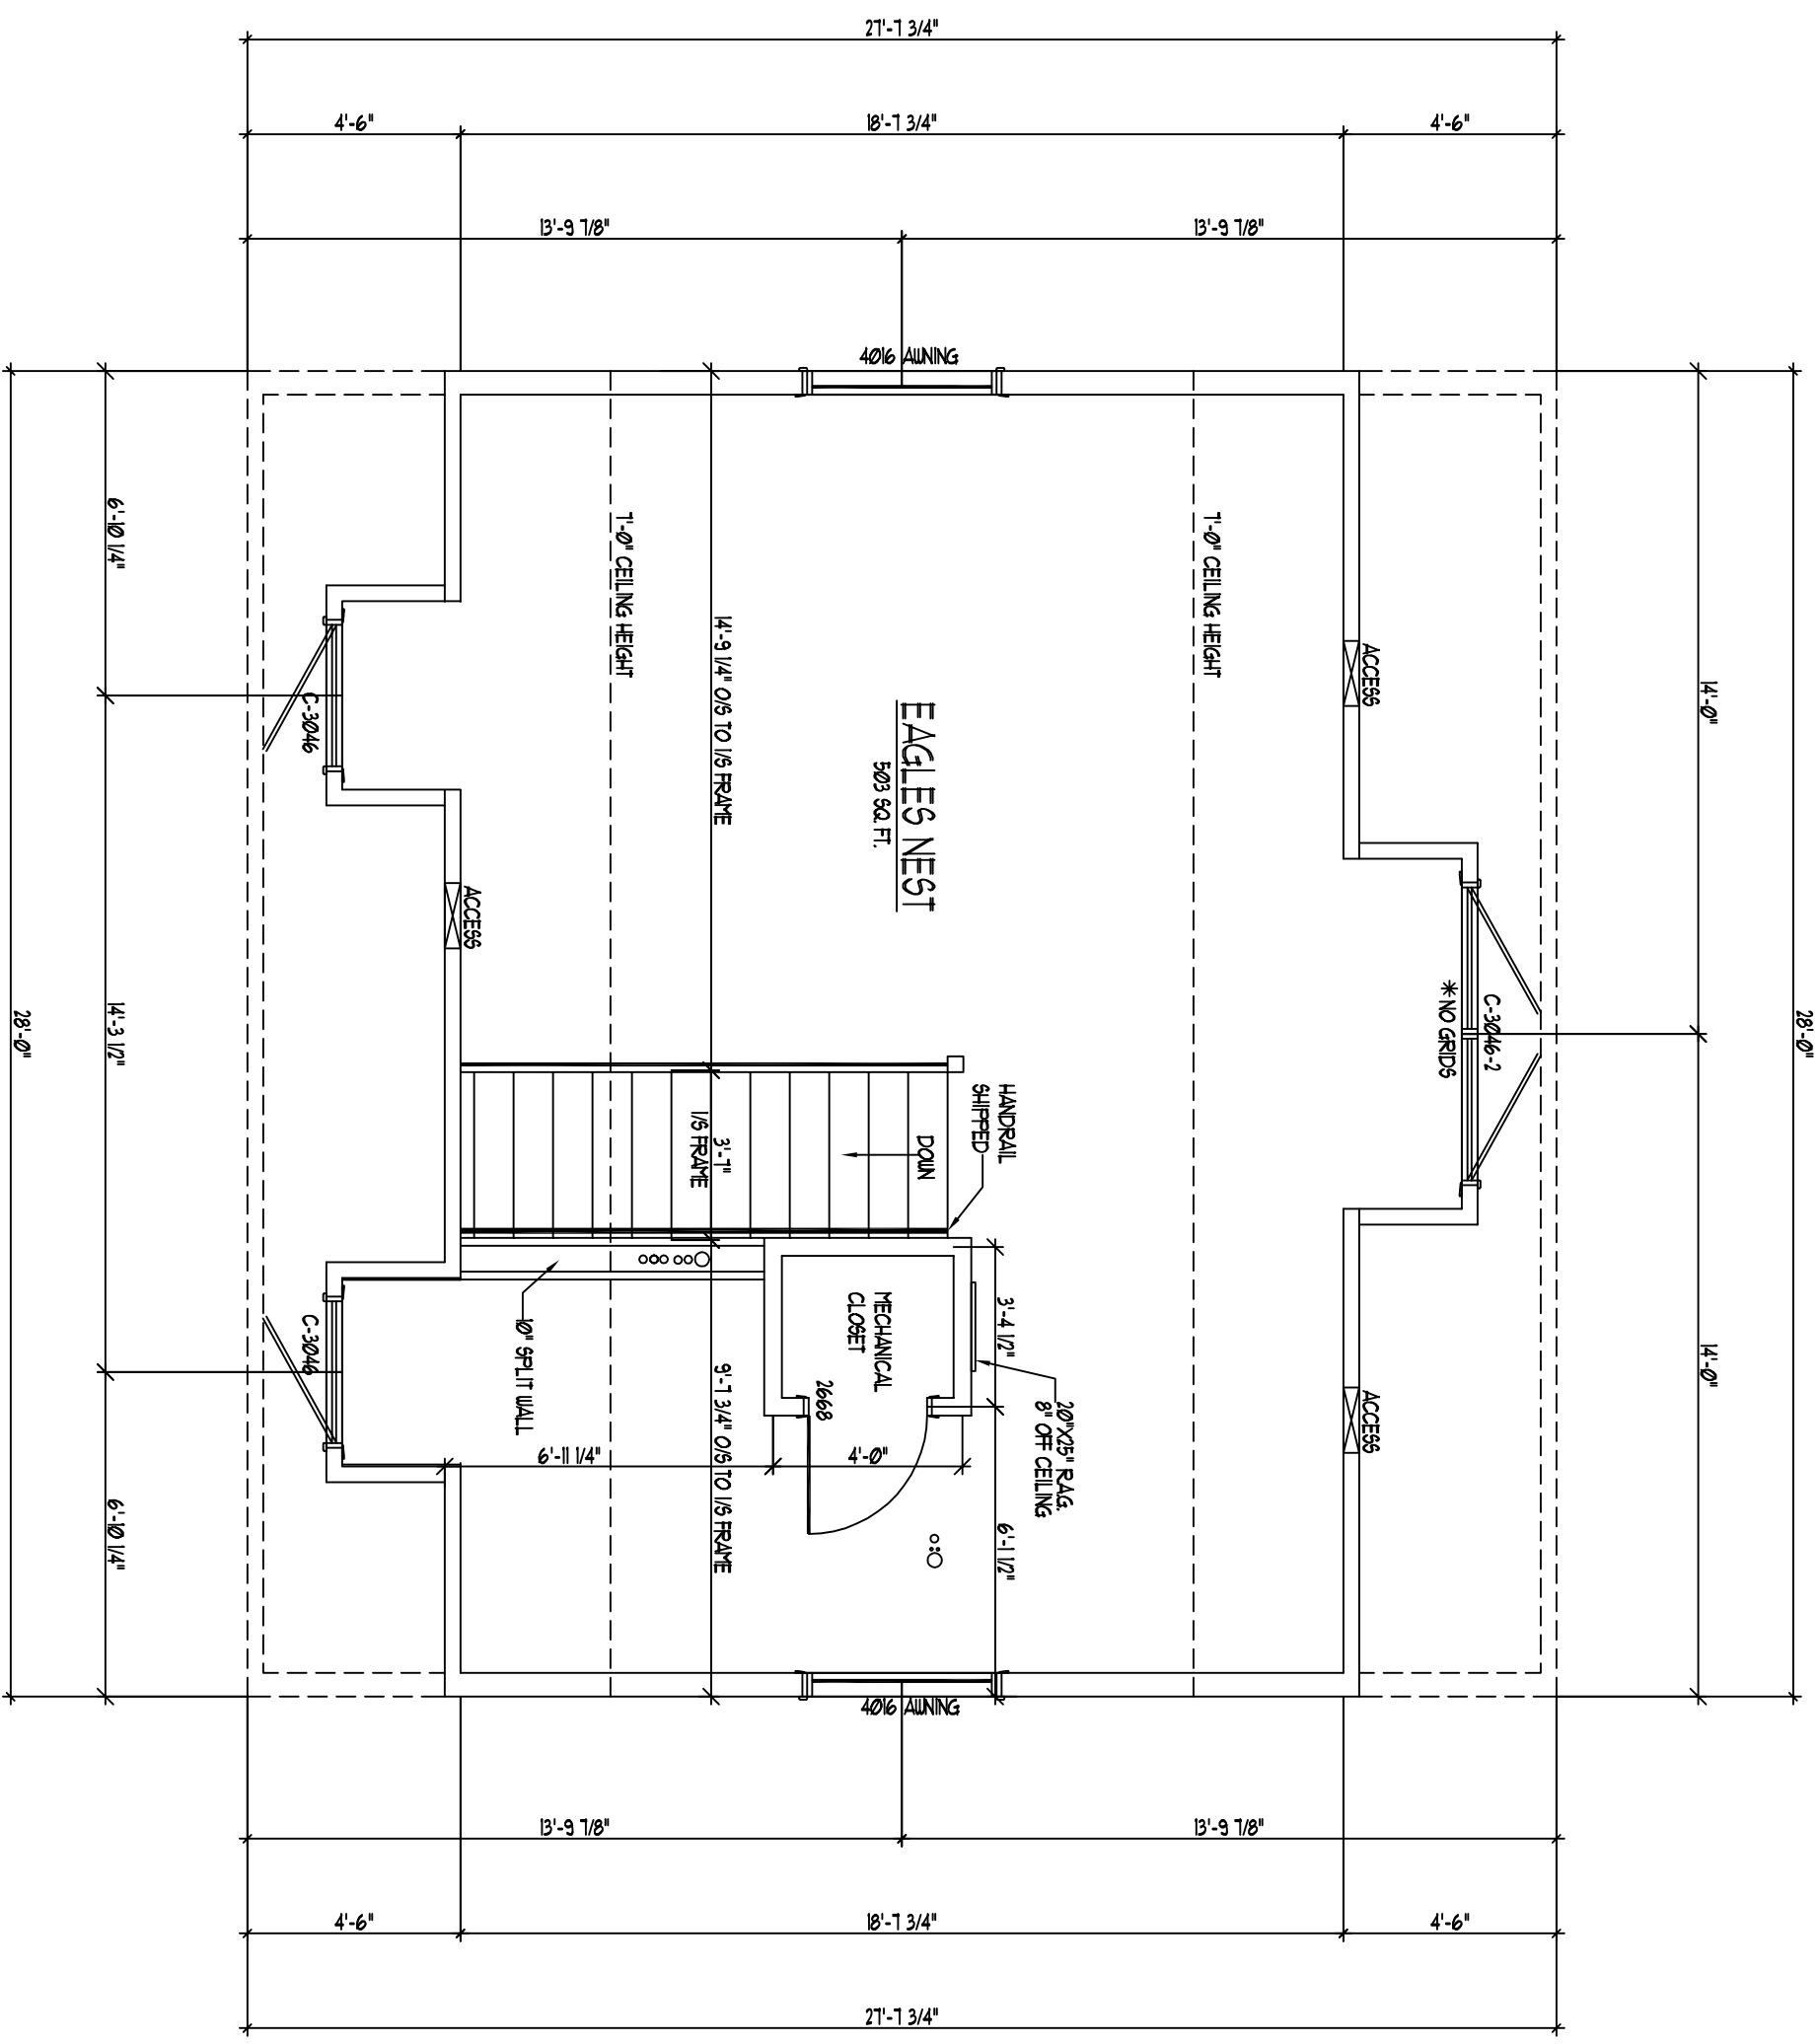 27'-7 3/4"
4'-6"
18'-7 3/4"
4'-6"
13'-9 7/8"
13'-9 7/8"
4016 AWNING
28'-0"
14'-0"
14'-0"
28'-0"
6'-10 1/4"
14'-3 1/2"
6'-10 1/4"
7'-0" CEILING HEIGHT
7'-0" CEILING HEIGHT
ACCESS
ACCESS
ACCESS
C-3046-2
* NO GRIDS
C-3046
C-3046
EAGLES NEST
503 SQ. FT.
14'-9 1/4" O/S TO I/S FRAME
3'-7"
I/S FRAME
9'-7 3/4" O/S TO I/S FRAME
HANDRAIL
SHIPPED
DOWN
MECHANICAL
CLOSET
2668
3'-4 1/2"
6'-1 1/2"
20"X25" R.A.G.
8" OFF CEILING
10" SPLIT WALL
6'-11 1/4"
4'-0"
4016 AWNING
13'-9 7/8"
13'-9 7/8"
4'-6"
18'-7 3/4"
4'-6"
27'-7 3/4"